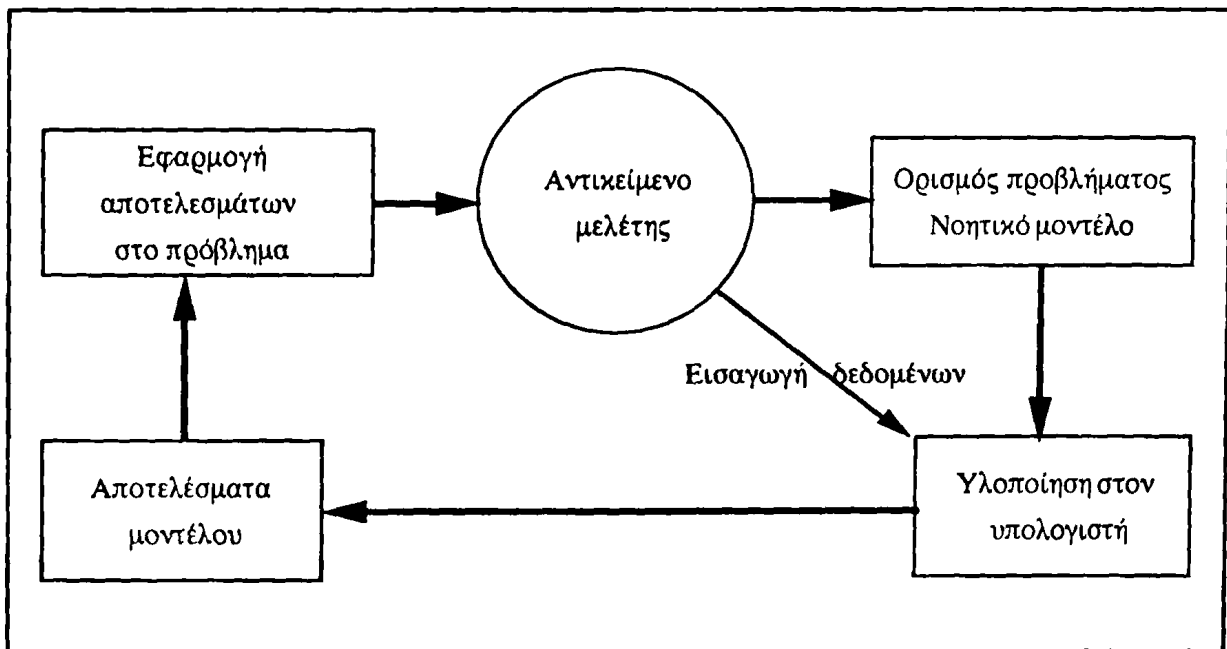 Εφαρμογή
αποτελεσμάτων
στο πρόβλημα
Αντικείμενο
μελέτης
Ορισμός προβλήματος
Νοητικό μοντέλο
Εισαγωγή δεδομένων
Αποτελέσματα
μοντέλου
Υλοποίηση στον
υπολογιστή